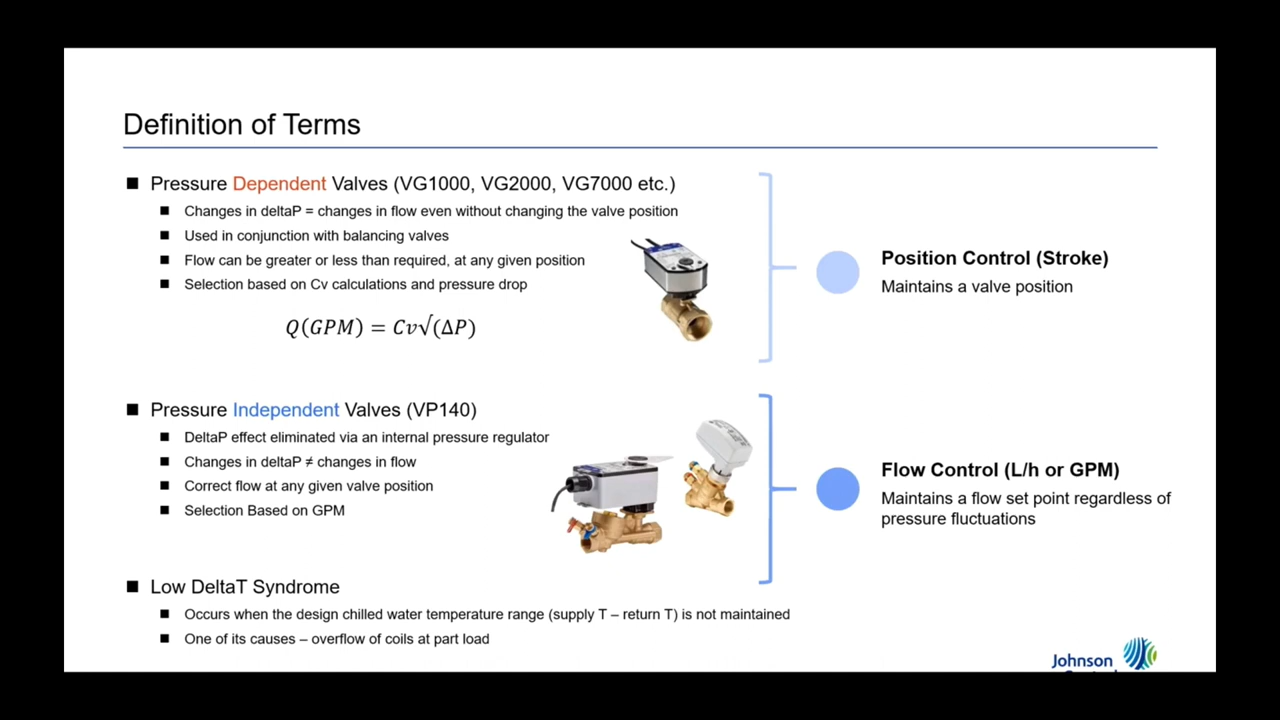 Definition of Terms
Pressure Dependent Valves (VG1000, VG2000, VG7000 etc.)
Changes in deltaP = changes in flow even without changing the valve position
Used in conjunction with balancing valves
Flow can be greater or less than required, at any given position
Selection based on Cv calculations and pressure drop
Q(GPM) = Cv√(ΔP)
Position Control (Stroke)
Maintains a valve position
Pressure Independent Valves (VP140)
DeltaP effect eliminated via an internal pressure regulator
Changes in deltaP ≠ changes in flow
Correct flow at any given valve position
Selection Based on GPM
Flow Control (L/h or GPM)
Maintains a flow set point regardless of
pressure fluctuations
Low DeltaT Syndrome
Occurs when the design chilled water temperature range (supply T – return T) is not maintained
One of its causes – overflow of coils at part load
Johnson